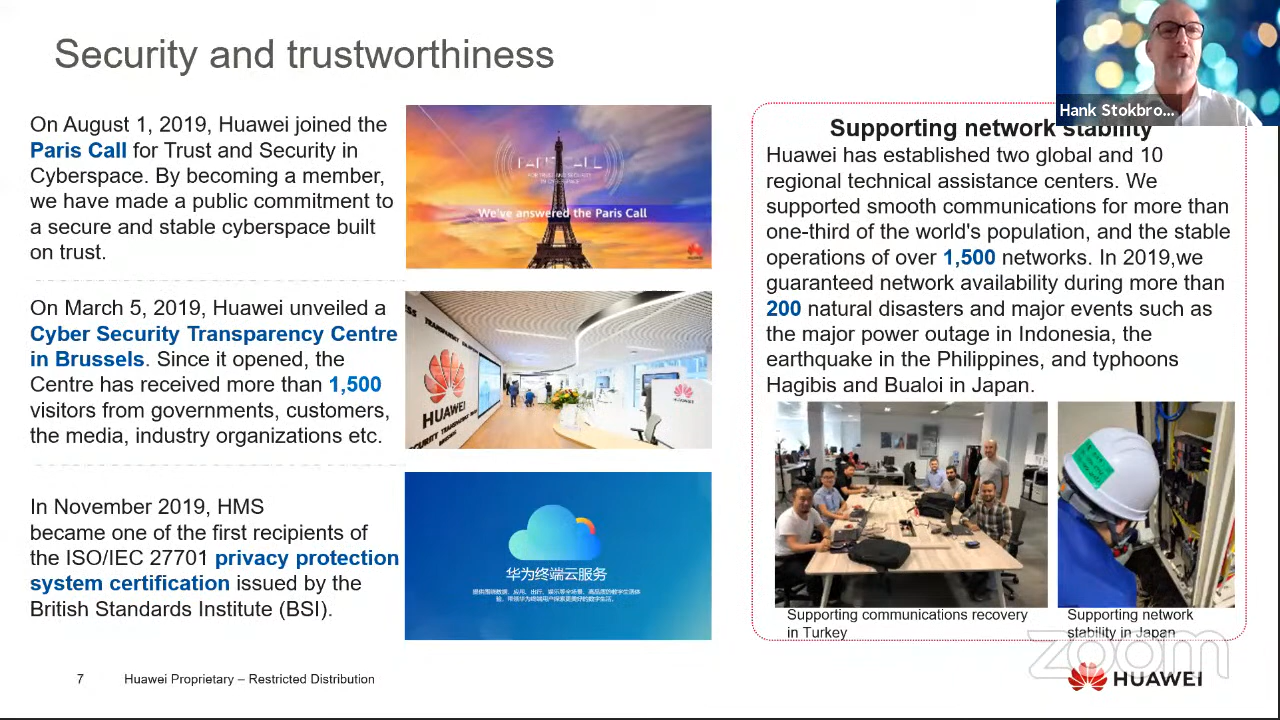 Security and trustworthiness
Hank Stokbro...
On August 1, 2019, Huawei joined the
Paris Call for Trust and Security in
Cyberspace. By becoming a member,
we have made a public commitment to
a secure and stable cyberspace built
on trust.
PARIS CALL
FOR TRUST AND SECURITY
IN CYBERSPACE
We've answered the Paris Call
On March 5, 2019, Huawei unveiled a
Cyber Security Transparency Centre
in Brussels. Since it opened, the
Centre has received more than 1,500
visitors from governments, customers,
the media, industry organizations etc.
HUAWEI
HUAWEI
In November 2019, HMS
became one of the first recipients of
the ISO/IEC 27701 privacy protection
system certification issued by the
British Standards Institute (BSI).
华为终端云服务
Supporting network stability
Huawei has established two global and 10
regional technical assistance centers. We
supported smooth communications for more than
one-third of the world's population, and the stable
operations of over 1,500 networks. In 2019,we
guaranteed network availability during more than
200 natural disasters and major events such as
the major power outage in Indonesia, the
earthquake in the Philippines, and typhoons
Hagibis and Bualoi in Japan.
Supporting communications recovery
in Turkey
Supporting network
stability in Japan
zoom
7
Huawei Proprietary – Restricted Distribution
HUAWEI